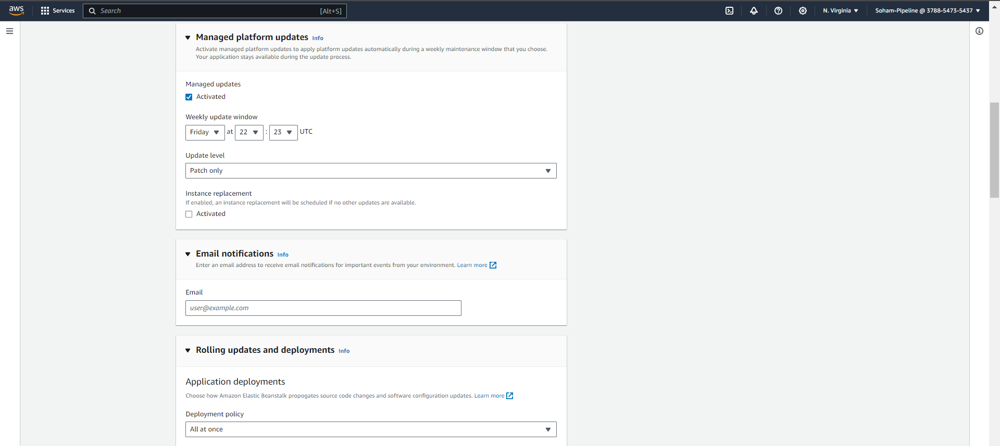 aws
Services
Search
[Alt+S]
N. Virginia
Soham-Pipeline @ 3788-5473-5437
Managed platform updates Info
Activate managed platform updates to apply platform updates automatically during a weekly maintenance window that you choose.
Your application stays available during the update process.
Managed updates
Activated
Weekly update window
Friday at 22 : 23 UTC
Update level
Patch only
Instance replacement
If enabled, an instance replacement will be scheduled if no other updates are available.
Activated
Email notifications Info
Enter an email address to receive email notifications for important events from your environment. Learn more
Email
user@example.com
Rolling updates and deployments Info
Application deployments
Choose how Amazon Elastic Beanstalk propogates source code changes and software configuration updates. Learn more
Deployment policy
All at once